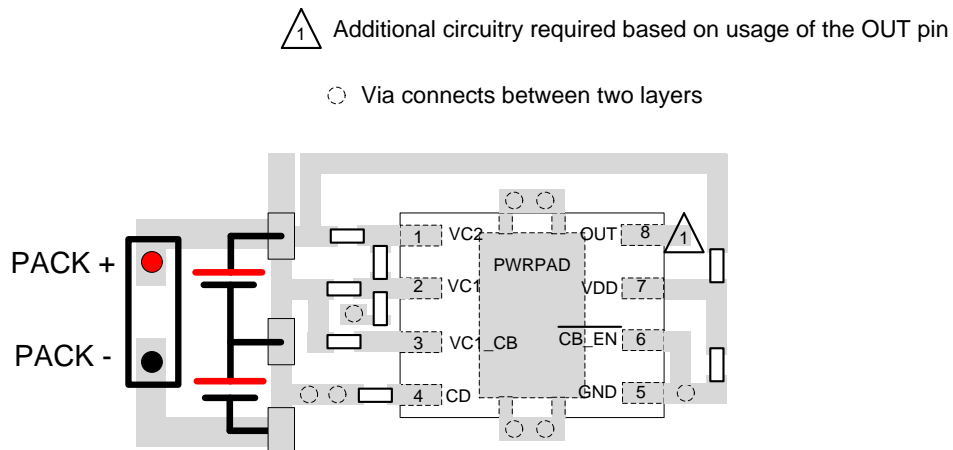 1 Additional circuitry required based on usage of the OUT pin
Via connects between two layers
PACK +
PACK -
1 VC2
2 VC1
3 VC1_CB
4 CD
PWRPAD
OUT 8 1
VDD 7
CB_EN 6
GND 5